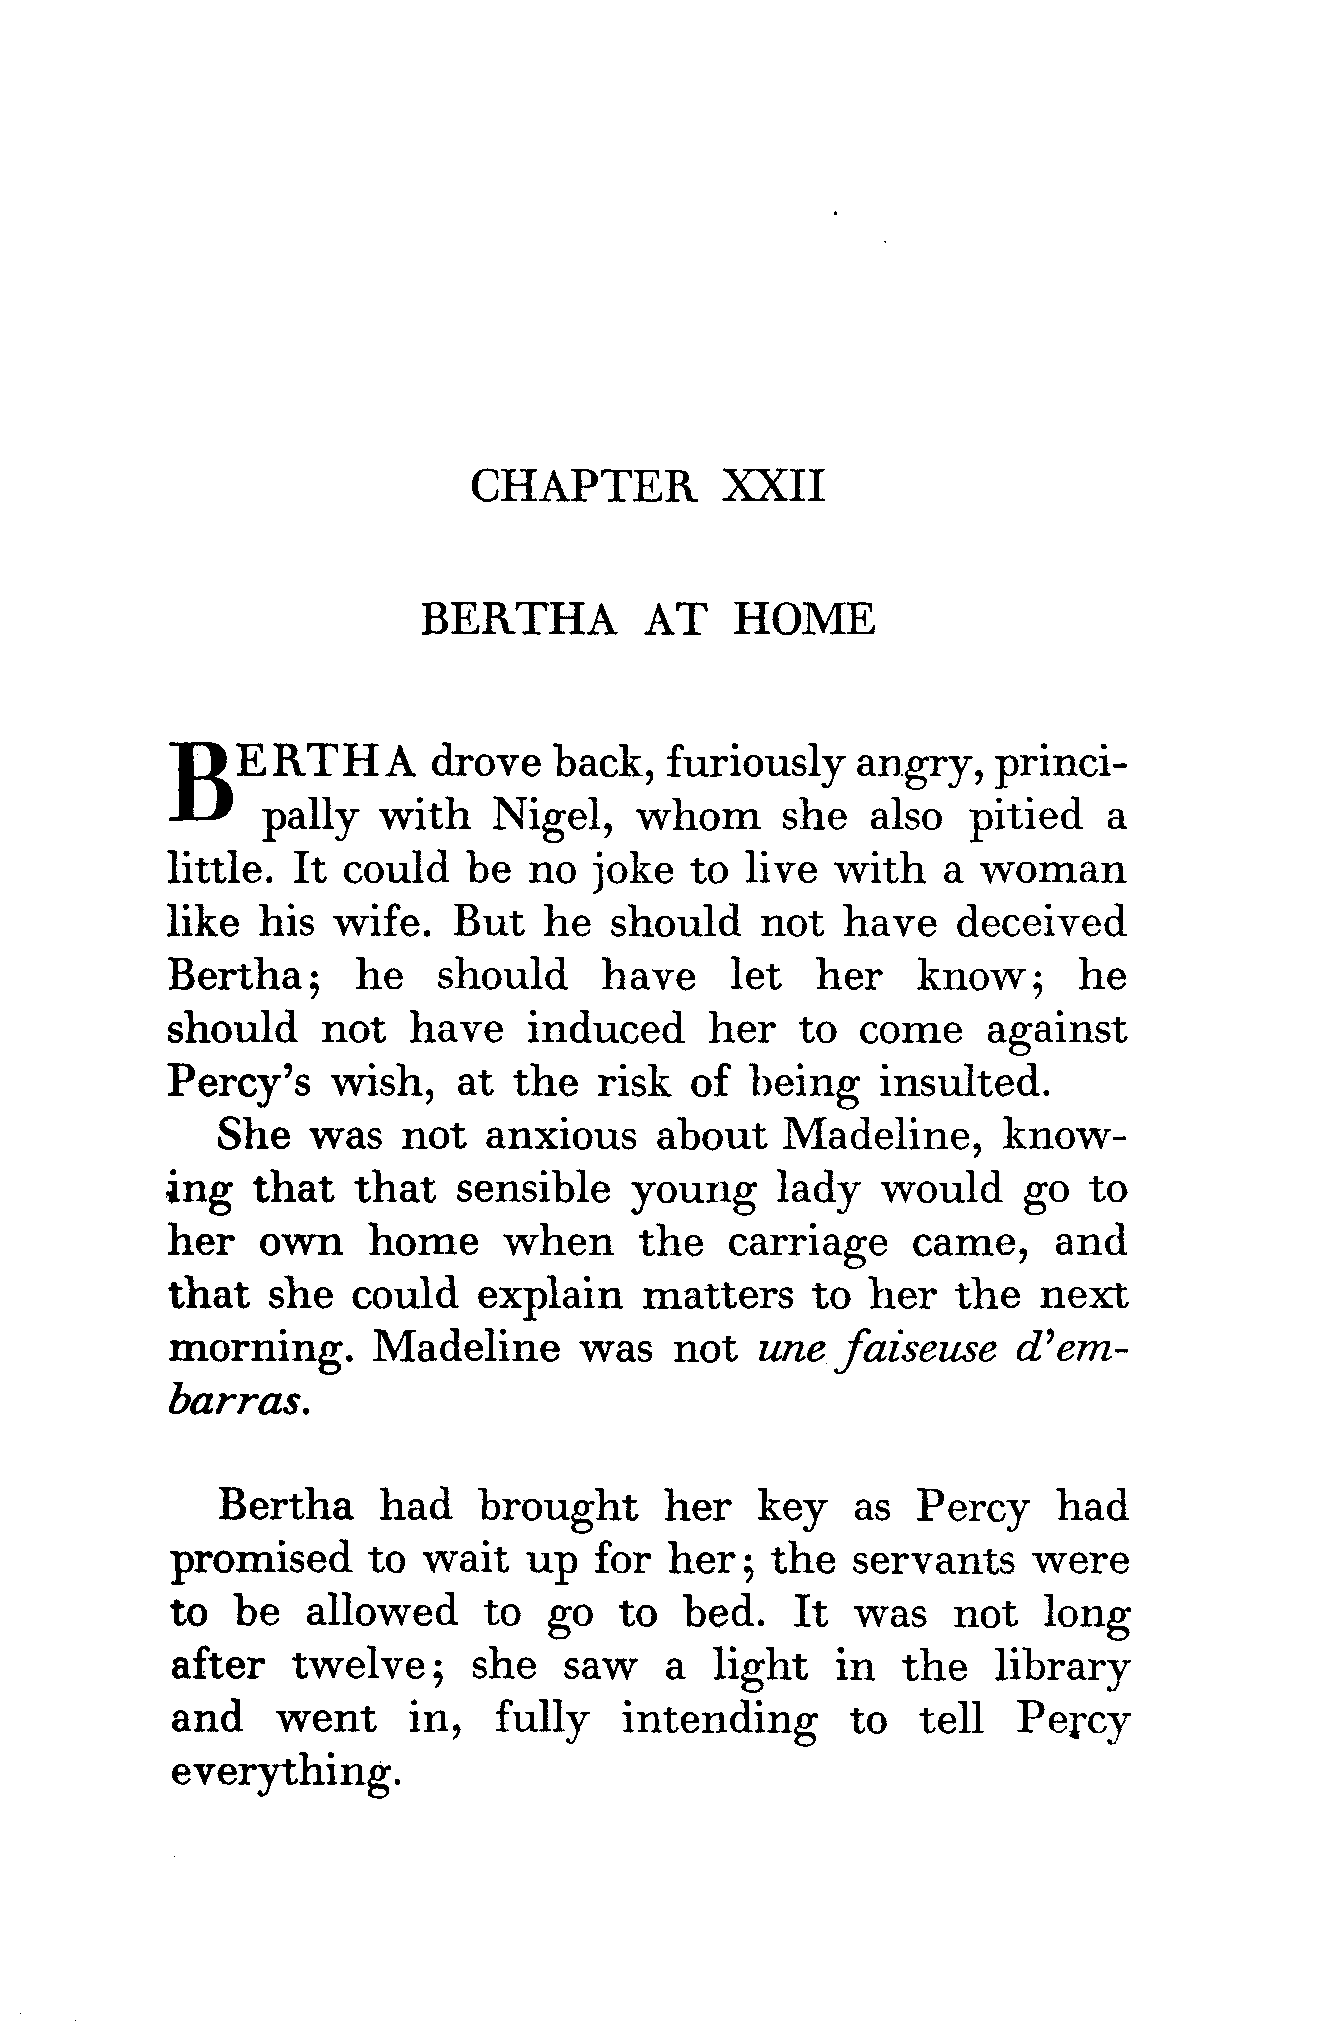 CHAPTER XXII
BERTHA AT HOME
BERTHA drove back, furiously angry, princi-
pally with Nigel, whom she also pitied a
little. It could be no joke to live with a woman
like his wife. But he should not have deceived
Bertha; he should have let her know; he
should not have induced her to come against
Percy's wish, at the risk of being insulted.
She was not anxious about Madeline, know-
ing that that sensible young lady would go to
her own home when the carriage came, and
that she could explain matters to her the next
morning. Madeline was not une faiseuse d'em-
barras.
Bertha had brought her key as Percy had
promised to wait up for her; the servants were
to be allowed to go to bed. It was not long
after twelve; she saw a light in the library
and went in, fully intending to tell Percy
everything.